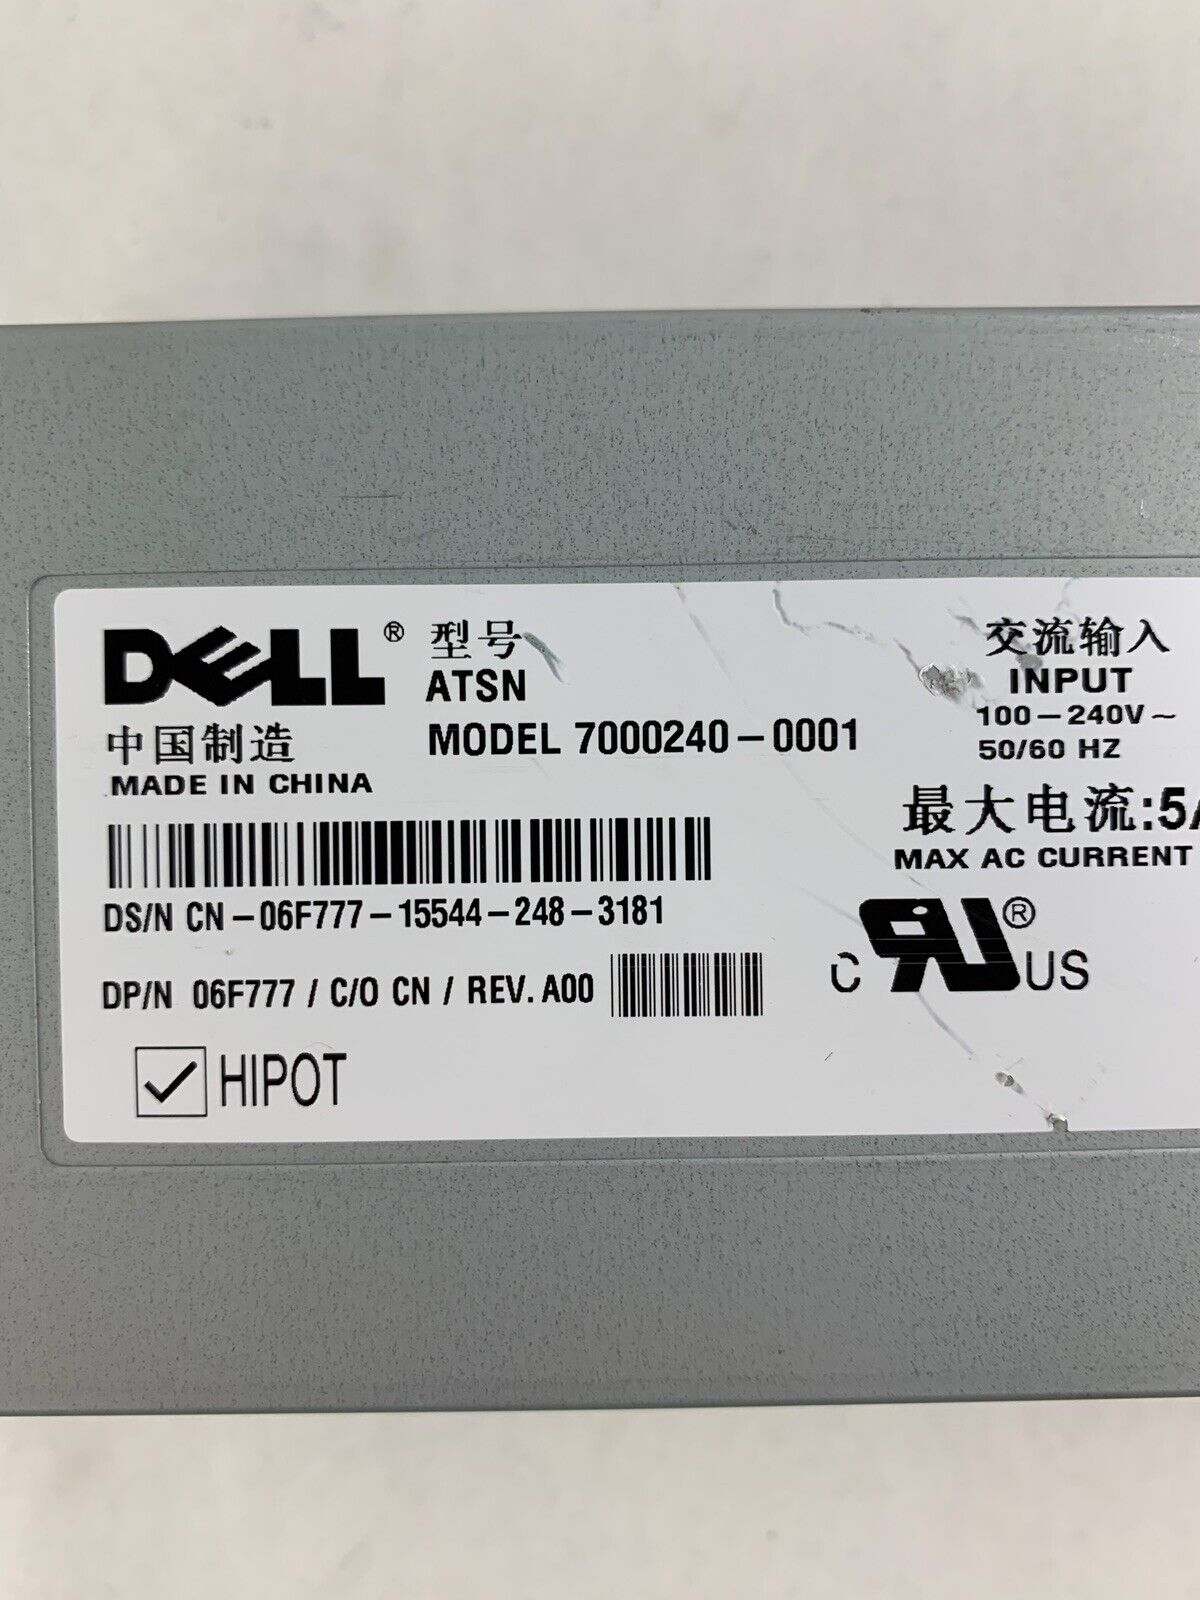 DELL® 型号
ATSN
中国制造 MODEL 7000240-0001
MADE IN CHINA
DS/N CN-06F777-15544-248-3181
DP/N 06F777 / C/O CN / REV. A00
HIPOT
交流输入
INPUT
100-240V~
50/60 HZ
最大电流:5A
MAX AC CURRENT
C RU® US